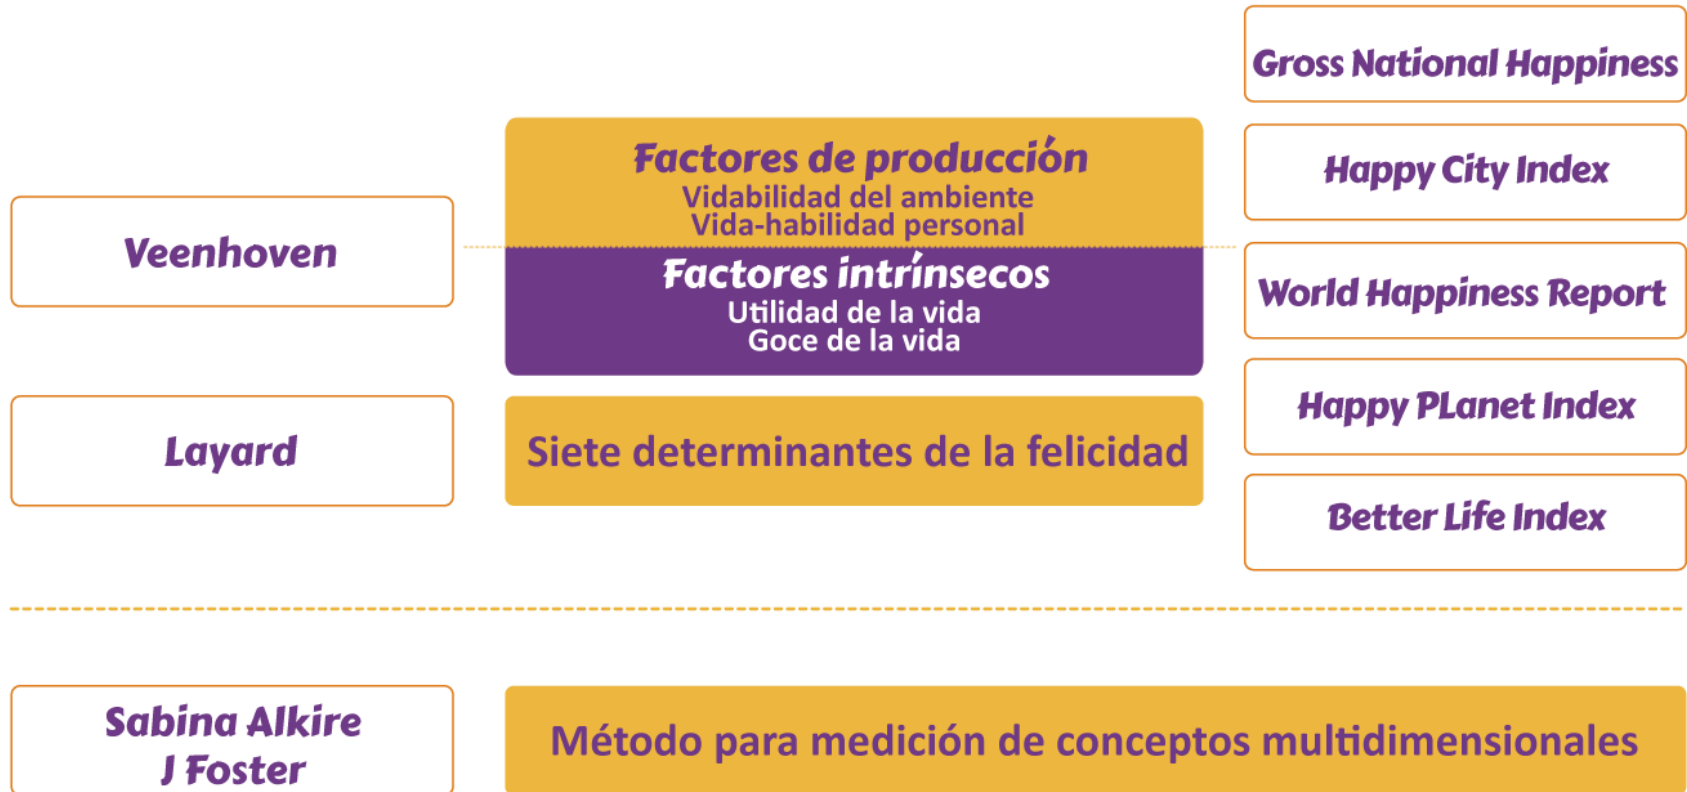 Veenhoven
Factores de producción
Vidabilidad del ambiente
Vida-habilidad personal
Factores intrínsecos
Utilidad de la vida
Goce de la vida
Layard
Siete determinantes de la felicidad
Gross National Happiness
Happy City Index
World Happiness Report
Happy PLanet Index
Better Life Index
Sabina Alkire
J Foster
Método para medición de conceptos multidimensionales